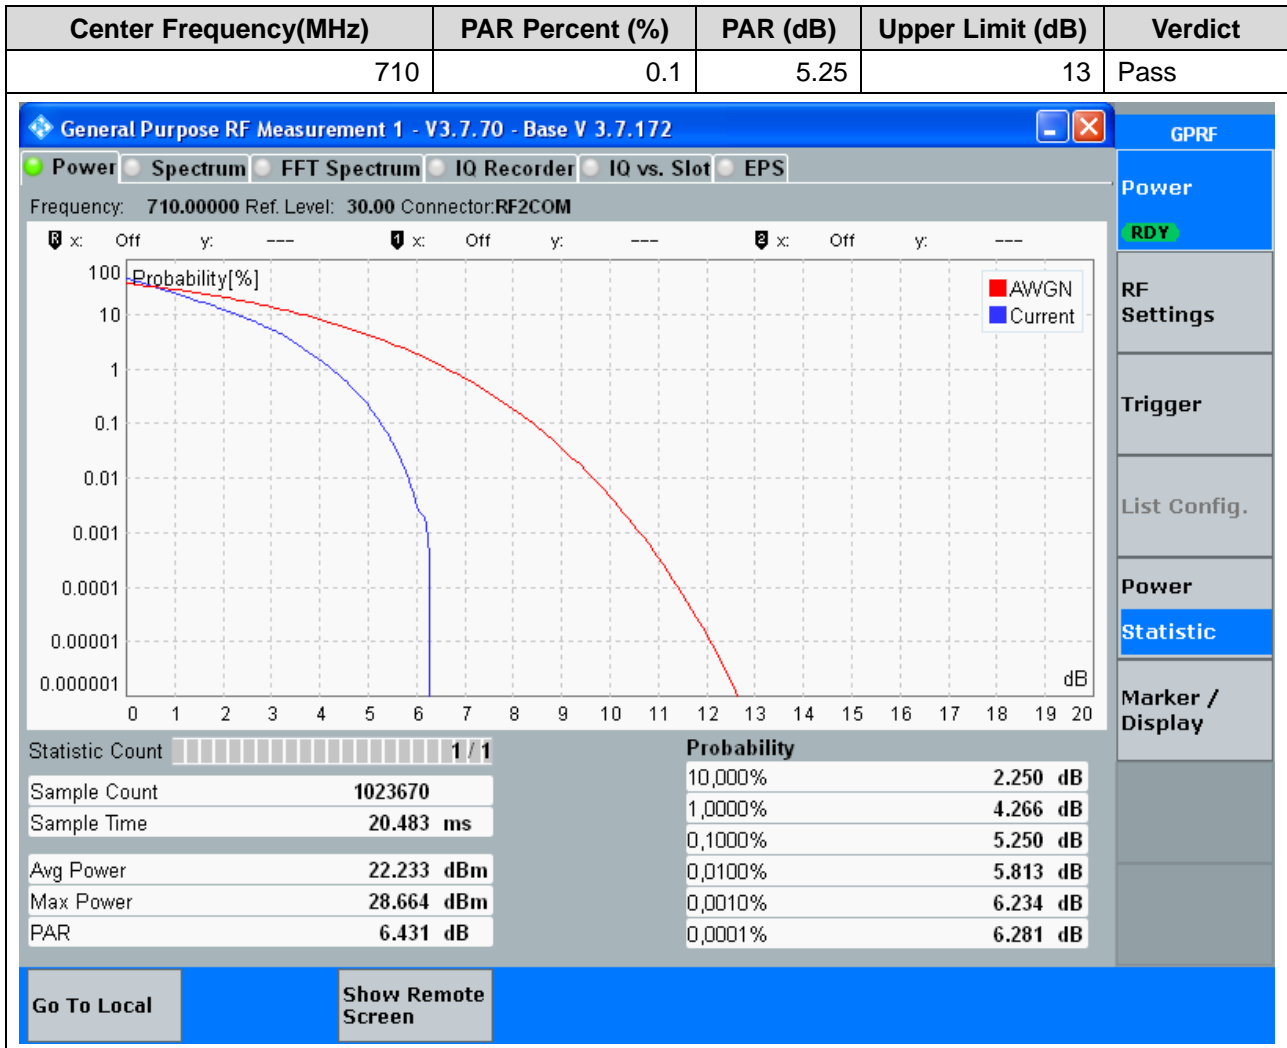 Center Frequency(MHz) PAR Percent (%) PAR (dB) Upper Limit (dB) Verdict
710 0.1 5.25 13 Pass
General Purpose RF Measurement 1 - V3.7.70 - Base V 3.7.172
GPRF
Power Spectrum FFT Spectrum IQ Recorder IQ vs. Slot EPS
Frequency: 710.00000 Ref. Level: 30.00 Connector:RF2COM
R x: Off y: --- 1 x: Off y: --- 2 x: Off y: ---
Probability[%]
AWGN
Current
100
10
1
0.1
0.01
0.001
0.0001
0.00001
0.000001
dB
0 1 2 3 4 5 6 7 8 9 10 11 12 13 14 15 16 17 18 19 20
Statistic Count 1 / 1
Sample Count 1023670
Sample Time 20.483 ms
Avg Power 22.233 dBm
Max Power 28.664 dBm
PAR 6.431 dB
Probability
10,000% 2.250 dB
1,0000% 4.266 dB
0,1000% 5.250 dB
0,0100% 5.813 dB
0,0010% 6.234 dB
0,0001% 6.281 dB
Power
RDY
RF
Settings
Trigger
List Config.
Power
Statistic
Marker /
Display
Go To Local
Show Remote
Screen